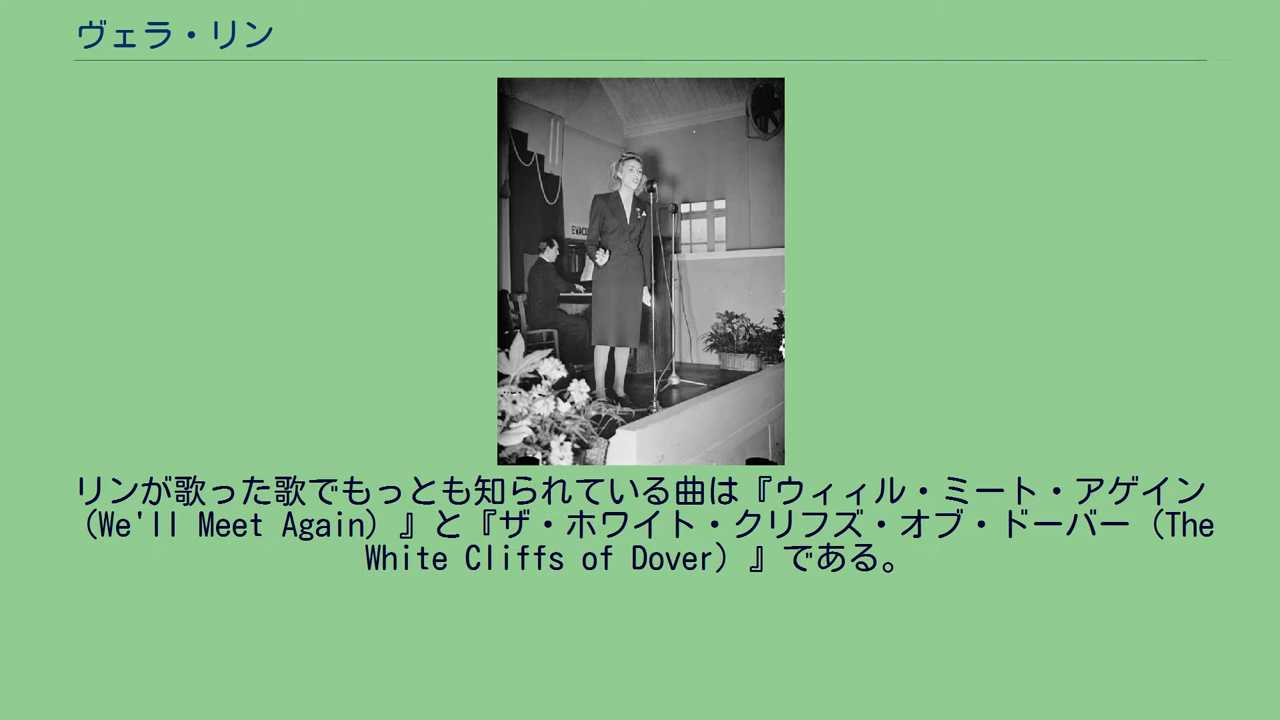 ヴェラ・リン
EVACU
リンが歌った歌でもっとも知られている曲は『ウィィル・ミート・アゲイン
(We'll Meet Again) 』と『ザ・ホワイト・クリフズ・オブ・ドーバー (The
White Cliffs of Dover) 』である。